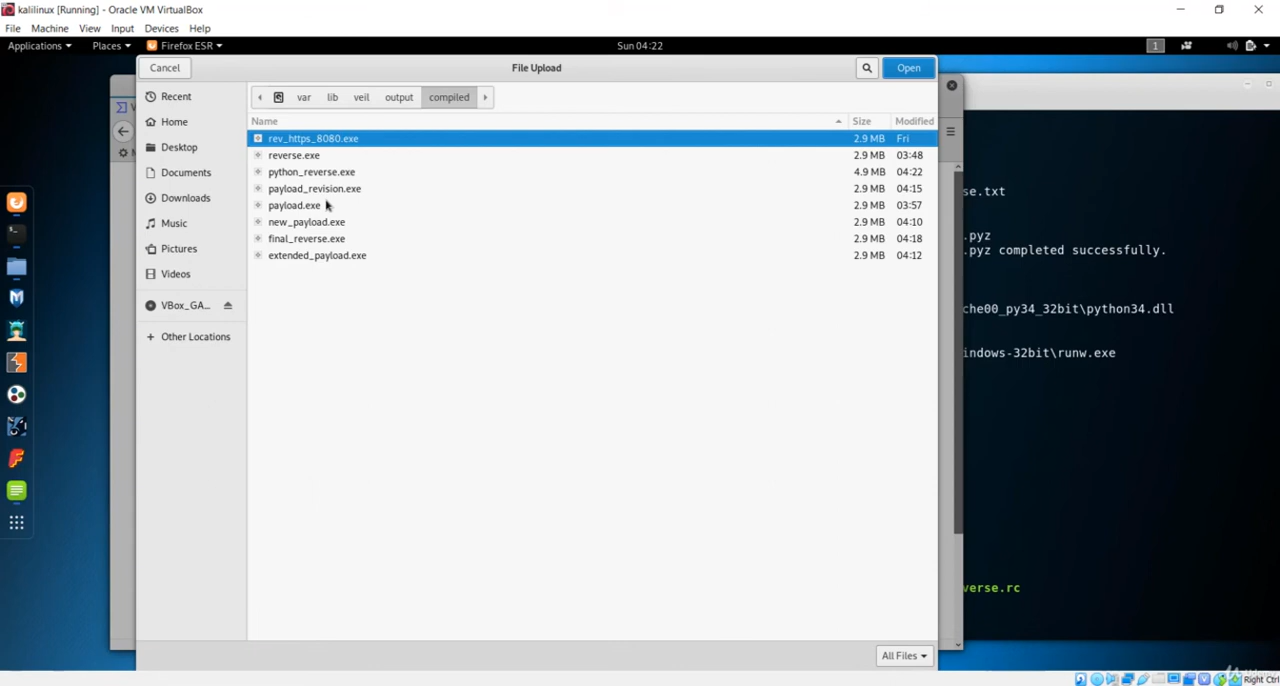 kalilinux [Running] - Oracle VM VirtualBox
File Machine View Input Devices Help
Applications Places Firefox ESR Sun 04:22 1
Cancel File Upload Open
Recent
Home
Desktop
Documents
Downloads
Music
Pictures
Videos
VBox_GA...
+ Other Locations
var lib veil output compiled
Name Size Modified
rev_https_8080.exe 2.9 MB Fri
reverse.exe 2.9 MB 03:48
python_reverse.exe 4.9 MB 04:22
payload_revision.exe 2.9 MB 04:15
payload.exe 2.9 MB 03:57
new_payload.exe 2.9 MB 04:10
final_reverse.exe 2.9 MB 04:18
extended_payload.exe 2.9 MB 04:12
All Files
se.txt
.pyz
.pyz completed successfully.
che00_py34_32bit\python34.dll
indows-32bit\runw.exe
verse.rc
Right Ctrl